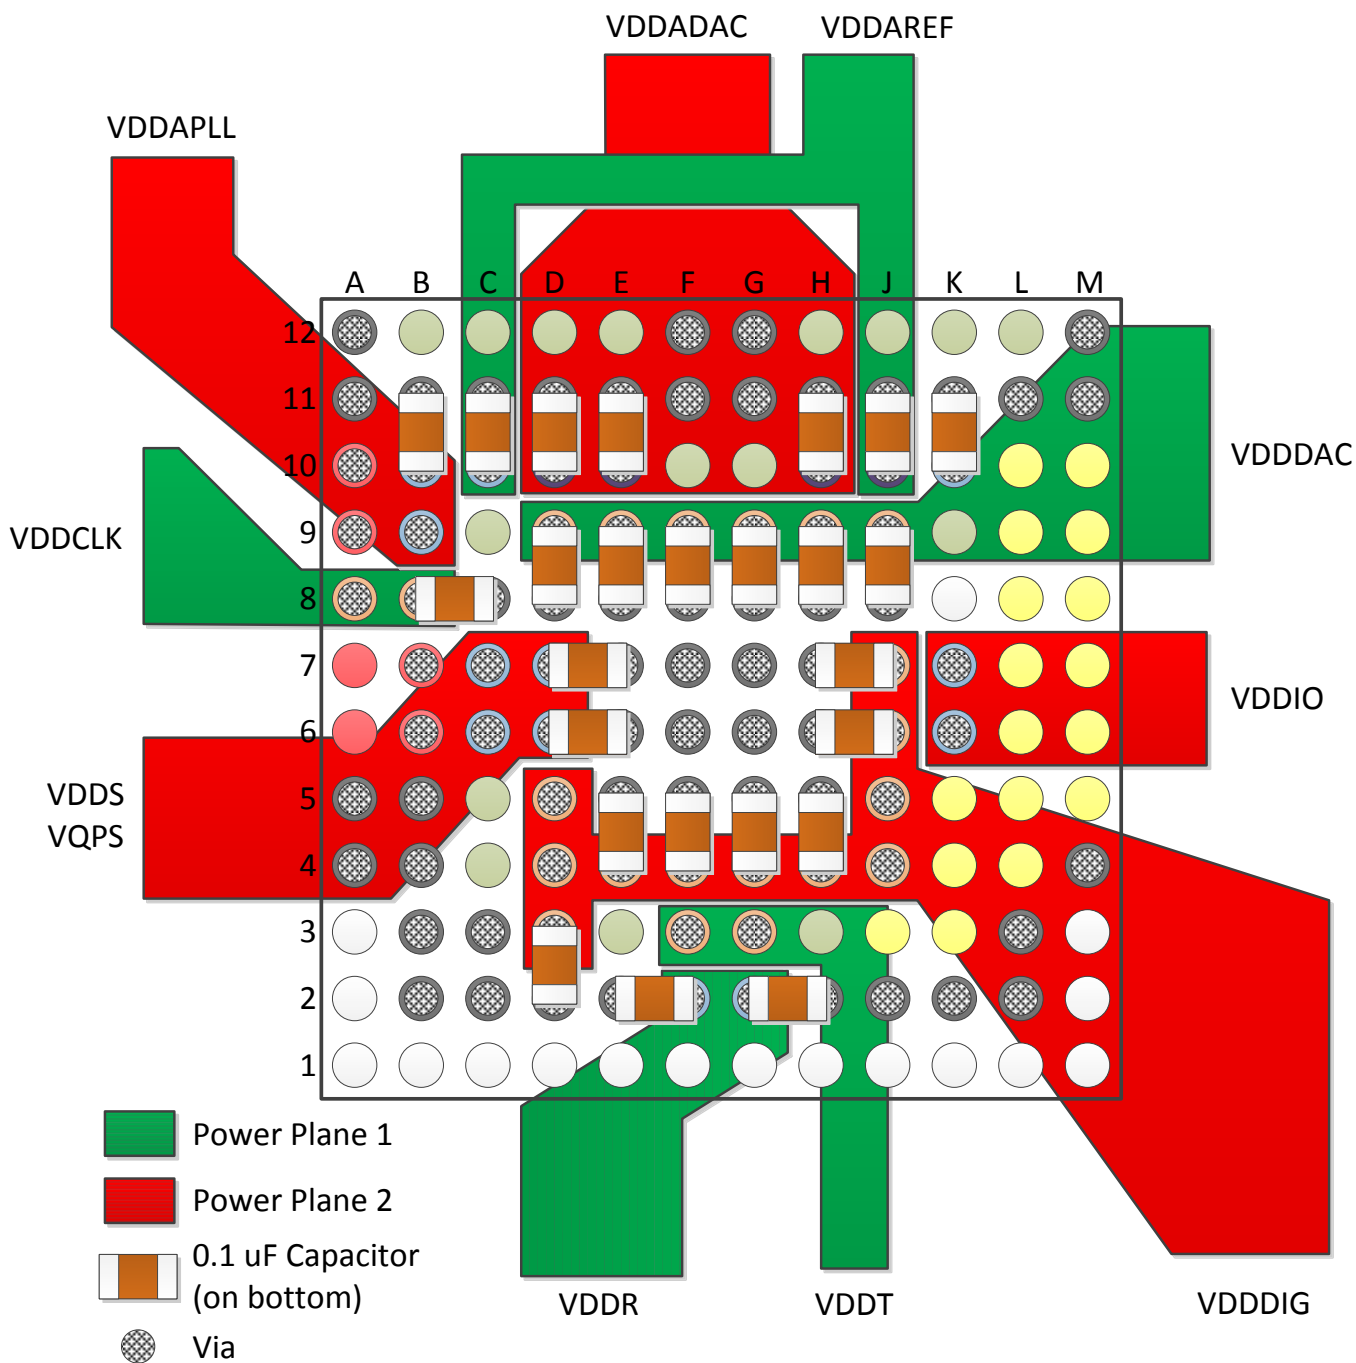 VDDADAC
VDDAREF
VDDAPLL
A B C D E F G H J K L M
12
11
10
VDDDAC
9
VDDCLK
8
7
6
VDDIO
VDDS
VQPS
5
4
3
2
1
Power Plane 1
Power Plane 2
0.1 uF Capacitor
(on bottom)
Via
VDDR
VDDT
VDDDIG